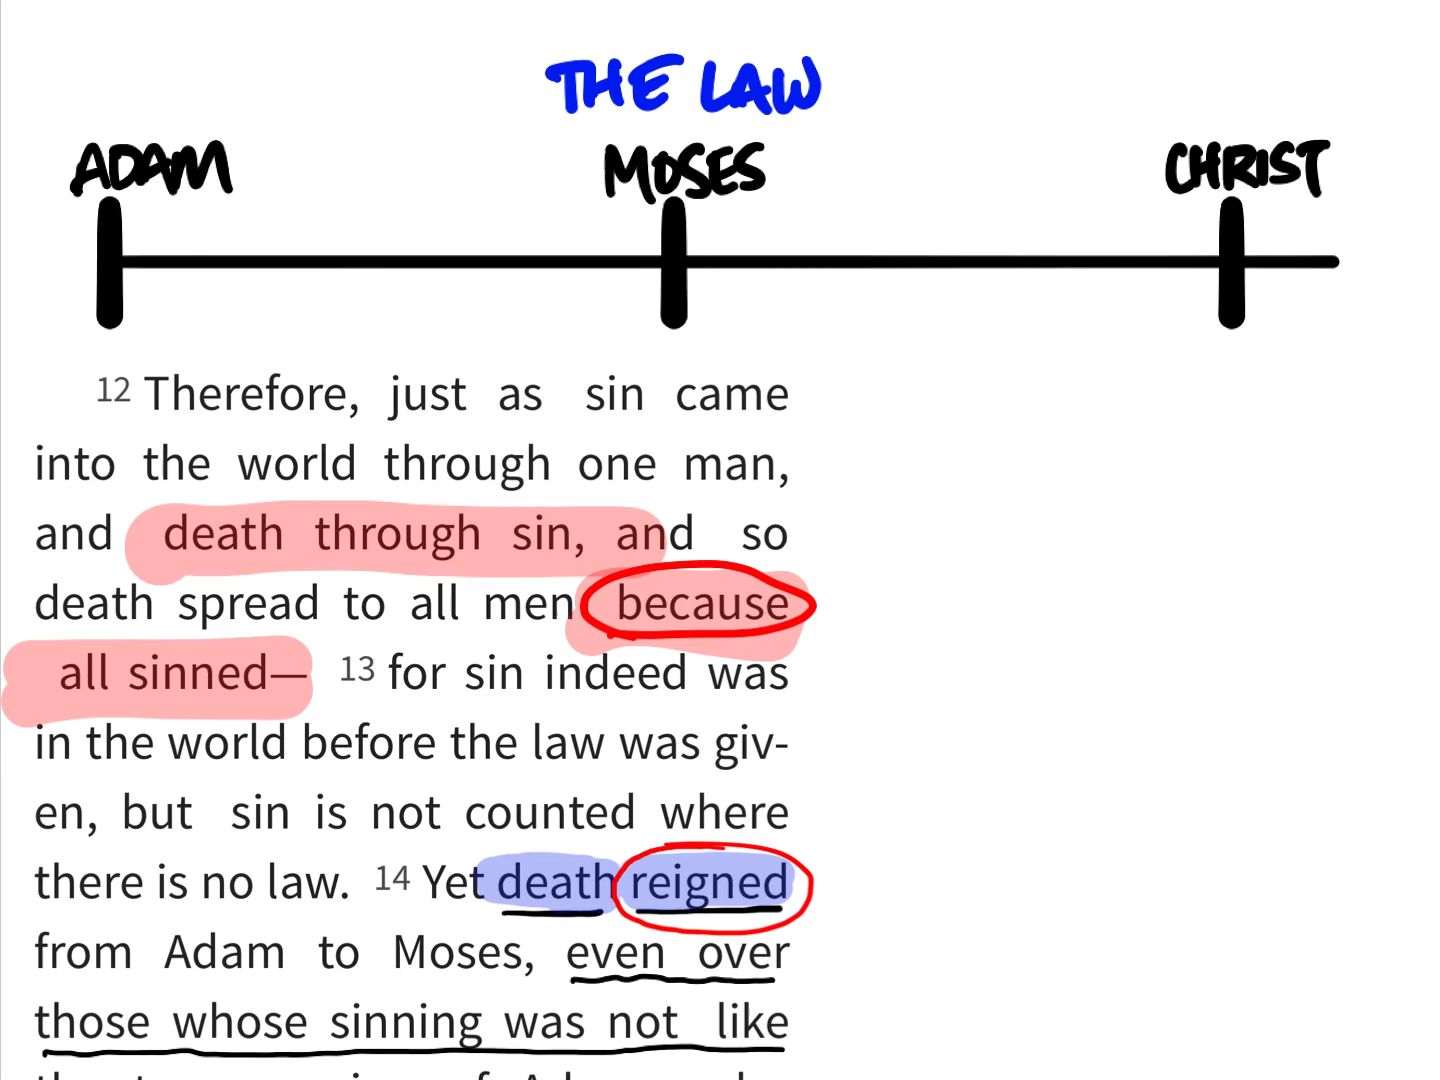 THE LAW
ADAM MOSES CHRIST
12 Therefore, just as sin came
into the world through one man,
and death through sin, and so
death spread to all men because
all sinned— 13 for sin indeed was
in the world before the law was giv-
en, but sin is not counted where
there is no law. 14 Yet death reigned
from Adam to Moses, even over
those whose sinning was not like